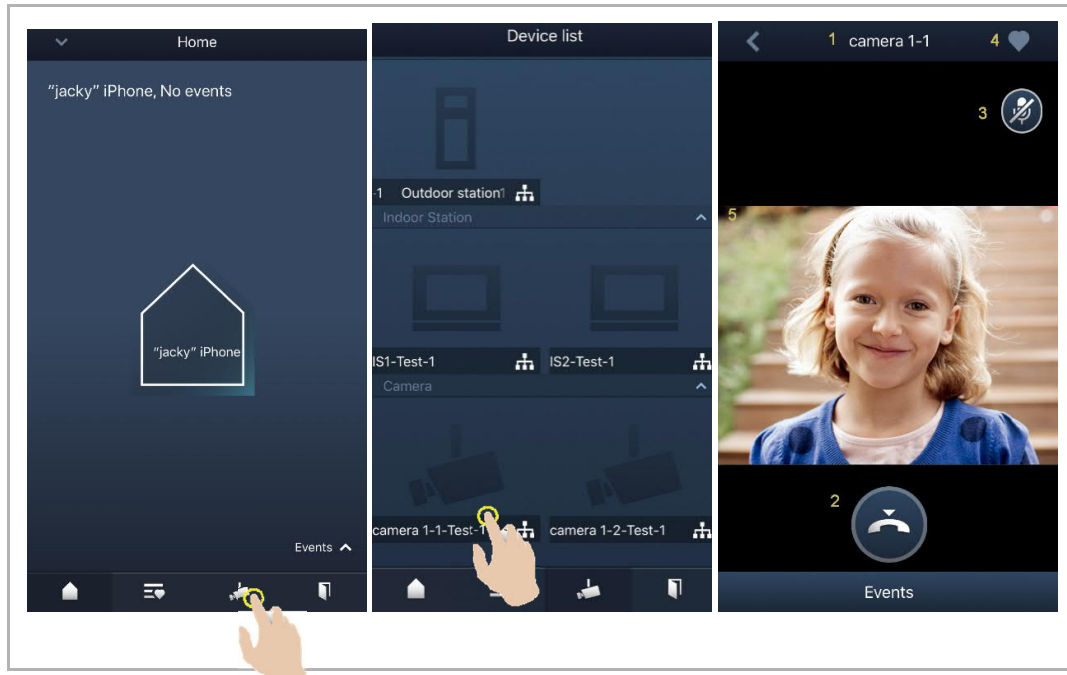 Home
"jacky" iPhone, No events
"jacky" iPhone
Events
Device list
-1 Outdoor station1
Indoor Station
IS1-Test-1
IS2-Test-1
Camera
camera 1-1-Test-1
camera 1-2-Test-1
1 camera 1-1 4
3
5
2
Events